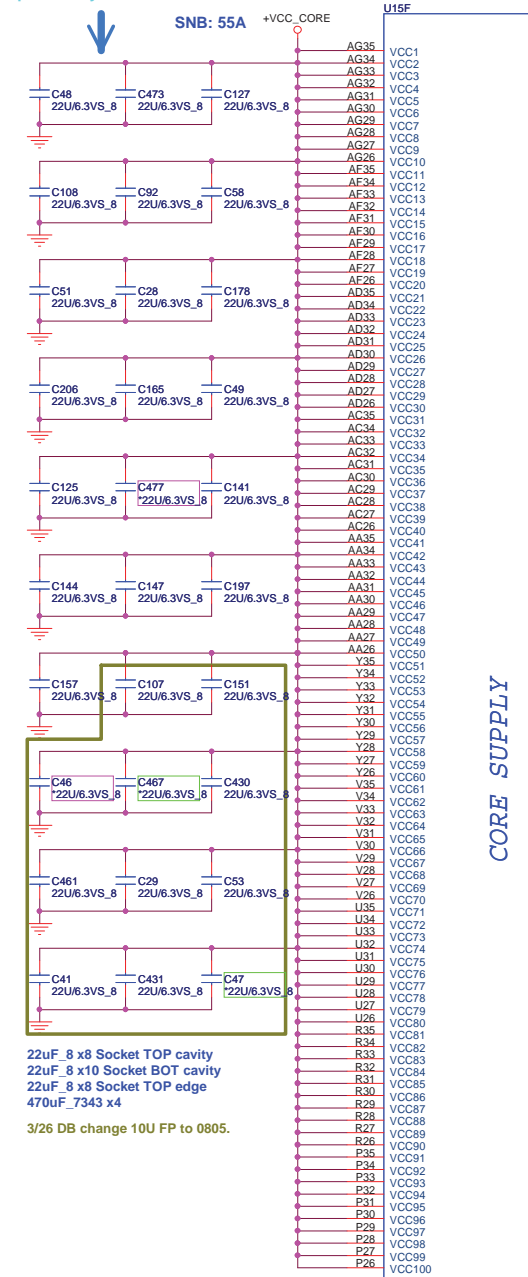 SNB: 55A
+VCC_CORE
U15F
C48
22U/6.3VS_8
C473
22U/6.3VS_8
C127
22U/6.3VS_8
C108
22U/6.3VS_8
C92
22U/6.3VS_8
C58
22U/6.3VS_8
C51
22U/6.3VS_8
C28
22U/6.3VS_8
C178
22U/6.3VS_8
C206
22U/6.3VS_8
C165
22U/6.3VS_8
C49
22U/6.3VS_8
C125
22U/6.3VS_8
C477
*22U/6.3VS_8
C141
22U/6.3VS_8
C144
22U/6.3VS_8
C147
22U/6.3VS_8
C197
22U/6.3VS_8
C157
22U/6.3VS_8
C107
22U/6.3VS_8
C151
22U/6.3VS_8
C46
*22U/6.3VS_8
C467
*22U/6.3VS_8
C430
22U/6.3VS_8
C461
22U/6.3VS_8
C29
22U/6.3VS_8
C53
22U/6.3VS_8
C41
22U/6.3VS_8
C431
22U/6.3VS_8
C47
*22U/6.3VS_8
22uF_8 x8 Socket TOP cavity
22uF_8 x10 Socket BOT cavity
22uF_8 x8 Socket TOP edge
470uF_7343 x4
3/26 DB change 10U FP to 0805.
AG35 VCC1
AG34 VCC2
AG33 VCC3
AG32 VCC4
AG31 VCC5
AG30 VCC6
AG29 VCC7
AG28 VCC8
AG27 VCC9
AG26 VCC10
AF35 VCC11
AF34 VCC12
AF33 VCC13
AF32 VCC14
AF31 VCC15
AF30 VCC16
AF29 VCC17
AF28 VCC18
AF27 VCC19
AF26 VCC20
AD35 VCC21
AD34 VCC22
AD33 VCC23
AD32 VCC24
AD31 VCC25
AD30 VCC26
AD29 VCC27
AD28 VCC28
AD27 VCC29
AD26 VCC30
AC35 VCC31
AC34 VCC32
AC33 VCC33
AC32 VCC34
AC31 VCC35
AC30 VCC36
AC29 VCC37
AC28 VCC38
AC27 VCC39
AC26 VCC40
AA35 VCC41
AA34 VCC42
AA33 VCC43
AA32 VCC44
AA31 VCC45
AA30 VCC46
AA29 VCC47
AA28 VCC48
AA27 VCC49
AA26 VCC50
Y35 VCC51
Y34 VCC52
Y33 VCC53
Y32 VCC54
Y31 VCC55
Y30 VCC56
Y29 VCC57
Y28 VCC58
Y27 VCC59
Y26 VCC60
V35 VCC61
V34 VCC62
V33 VCC63
V32 VCC64
V31 VCC65
V30 VCC66
V29 VCC67
V28 VCC68
V27 VCC69
V26 VCC70
U35 VCC71
U34 VCC72
U33 VCC73
U32 VCC74
U31 VCC75
U30 VCC76
U29 VCC77
U28 VCC78
U27 VCC79
U26 VCC80
R35 VCC81
R34 VCC82
R33 VCC83
R32 VCC84
R31 VCC85
R30 VCC86
R29 VCC87
R28 VCC88
R27 VCC89
R26 VCC90
P35 VCC91
P34 VCC92
P33 VCC93
P32 VCC94
P31 VCC95
P30 VCC96
P29 VCC97
P28 VCC98
P27 VCC99
P26 VCC100
CORE SUPPLY